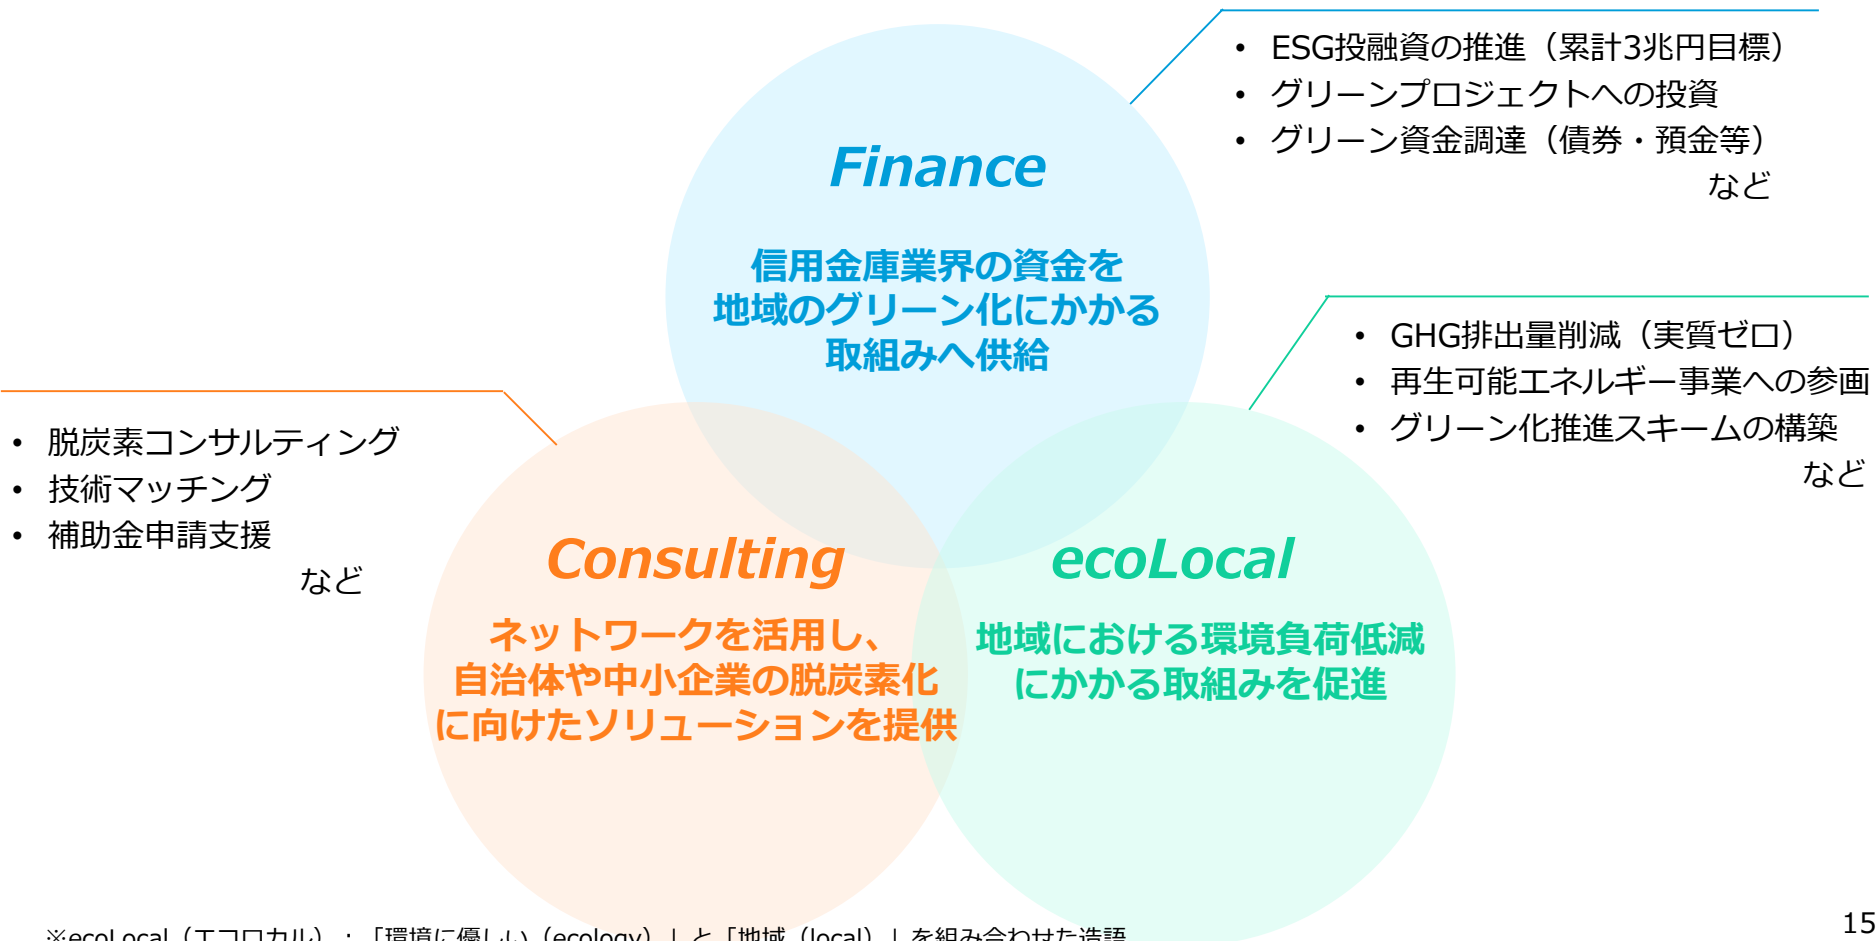 • ESG投融資の推進（累計3兆円目標）
• グリーンプロジェクトへの投資
• グリーン資金調達（債券・預金等）
など
Finance
信用金庫業界の資金を
地域のグリーン化にかかる
取組みへ供給
• GHG排出量削減（実質ゼロ）
• 再生可能エネルギー事業への参画
• グリーン化推進スキームの構築
など
• 脱炭素コンサルティング
• 技術マッチング
• 補助金申請支援
など
Consulting
ネットワークを活用し、
自治体や中小企業の脱炭素化
に向けたソリューションを提供
ecoLocal
地域における環境負荷低減
にかかる取組みを促進
※ecoLocal（エコロカル）：「環境に優しい（ecology）」と「地域（local）」を組み合わせた造語
15